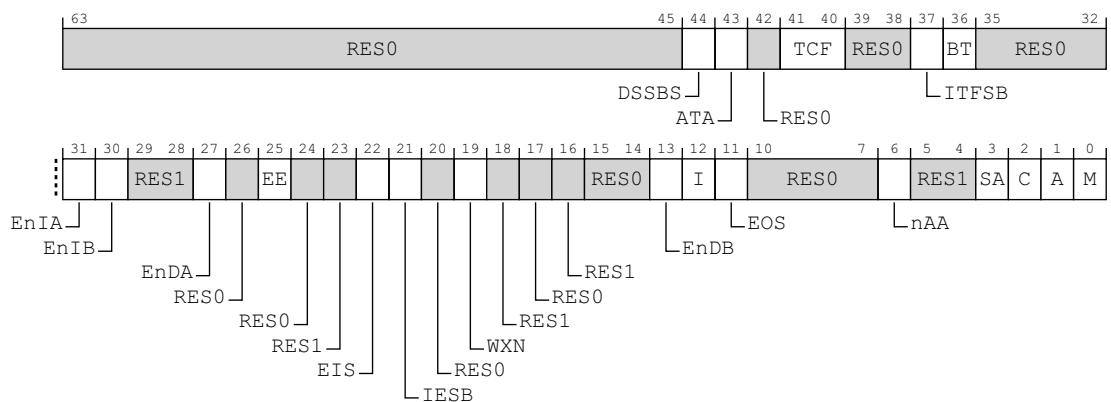 63 45 44 43 42 41 40 39 38 37 36 35 32
RES0 TCF RES0 BT RES0
DSSBS ITFSB
ATA RES0
31 30 29 28 27 26 25 24 23 22 21 20 19 18 17 16 15 14 13 12 11 10 7 6 5 4 3 2 1 0
RES1 EE RES0 I RES0 RES1 SA C A M
EnIA EOS nAA
EnIB EnDB
EnDA RES1
RES0 RES0
RES0 RES1
RES1 WXN
EIS RES0
IESB